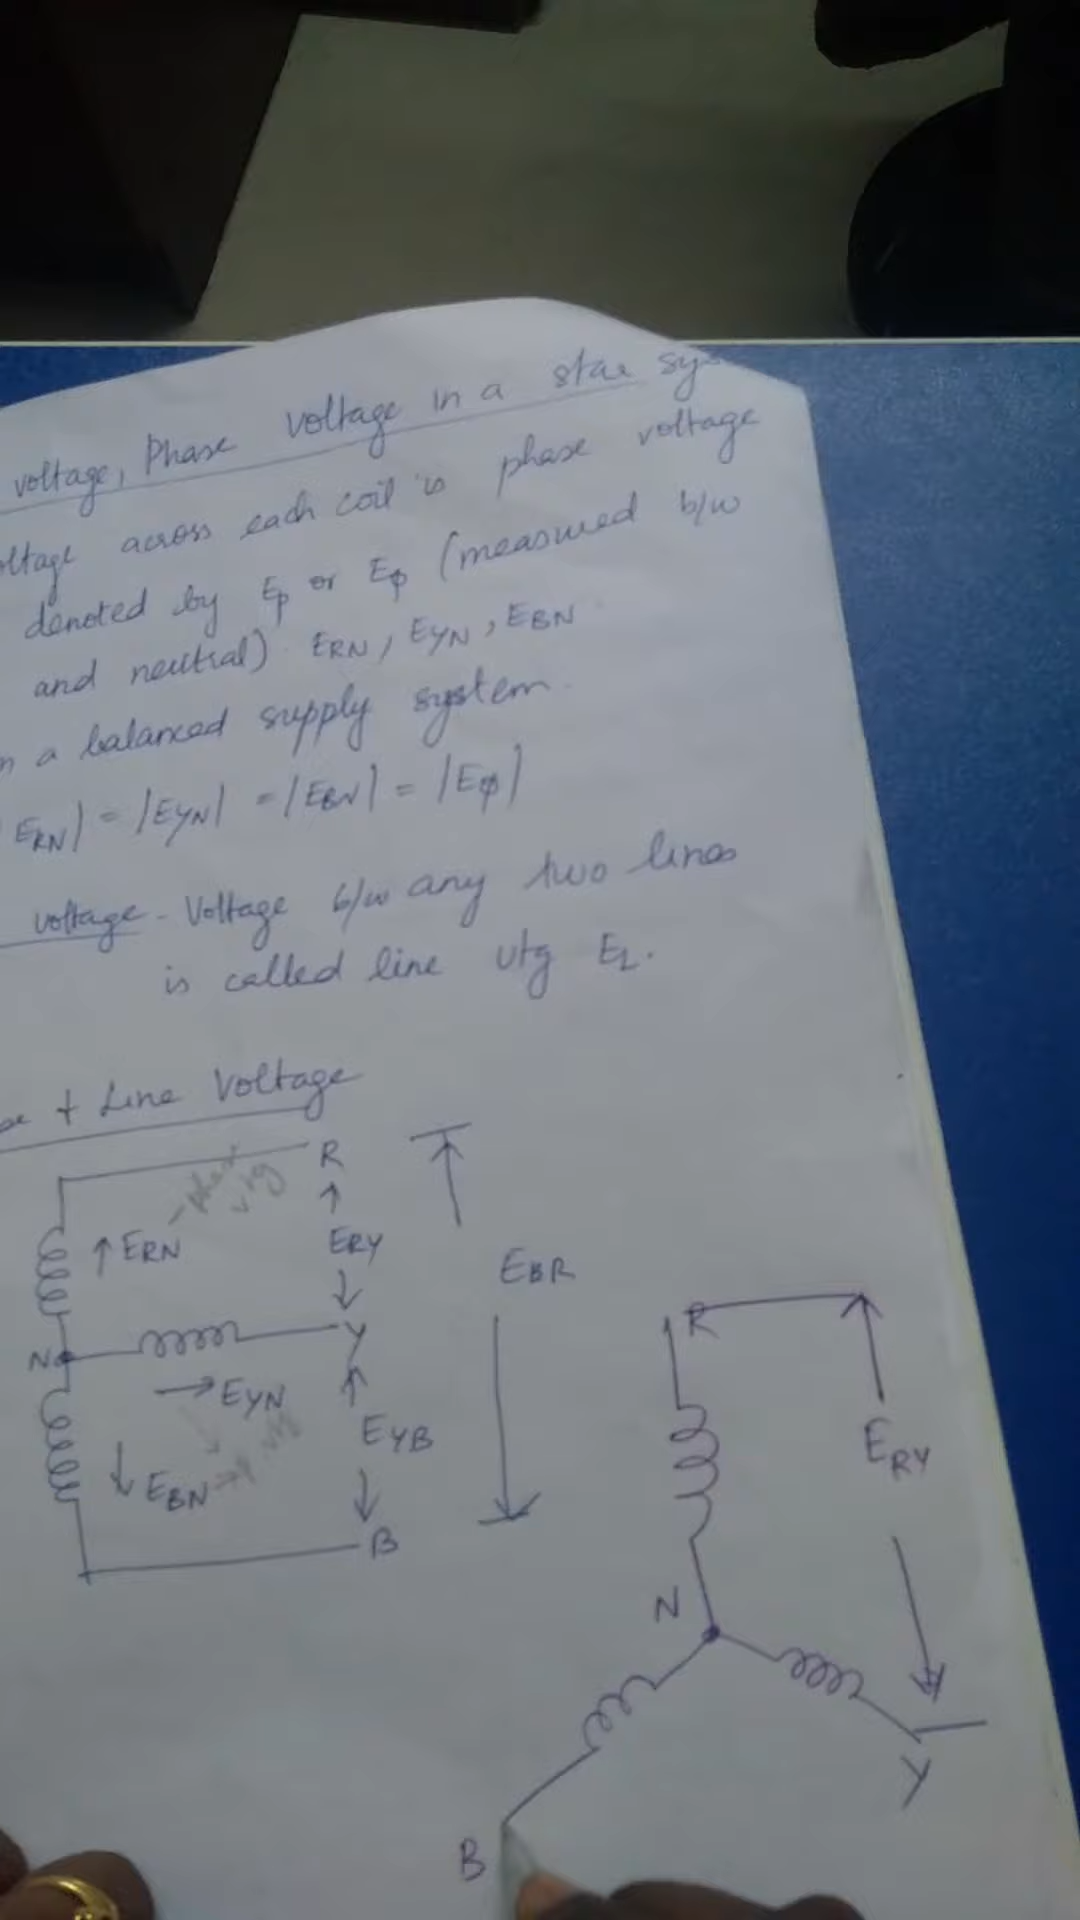 voltage, Phase voltage in a star
across each coil is phase voltage
denoted by Ep or Eφ (measured b/w
and neutral) ERN, EYN, EBN
a balanced supply system.
ERN| = |EYN| = |EBN| = |Eφ|
voltage - Voltage b/w any two lines
is called line vtg EL.
+ Line Voltage
R
↑ ERN - phase vtg
ERY
EBR
N
Y
→ EYN
EYB
↓ EBN →
B
R
ERY
N
Y
B